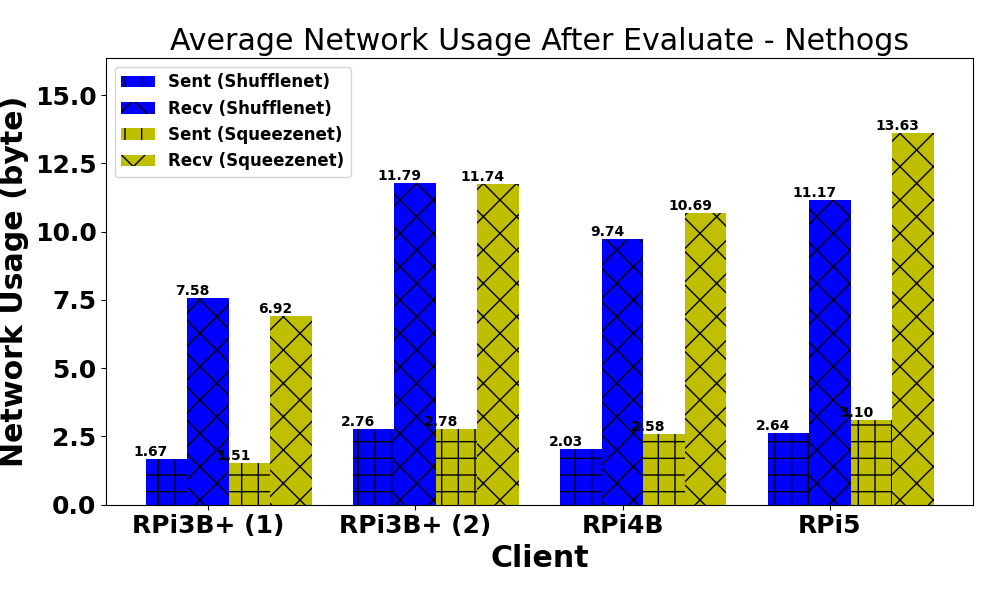 Average Network Usage After Evaluate - Nethogs
Network Usage (byte)
15.0
12.5
10.0
7.5
5.0
2.5
0.0
Sent (Shufflenet)
Recv (Shufflenet)
Sent (Squeezenet)
Recv (Squeezenet)
1.67
7.58
1.51
6.92
2.76
11.79
2.78
11.74
2.03
9.74
2.58
10.69
2.64
11.17
3.10
13.63
RPi3B+ (1)
RPi3B+ (2)
RPi4B
RPi5
Client